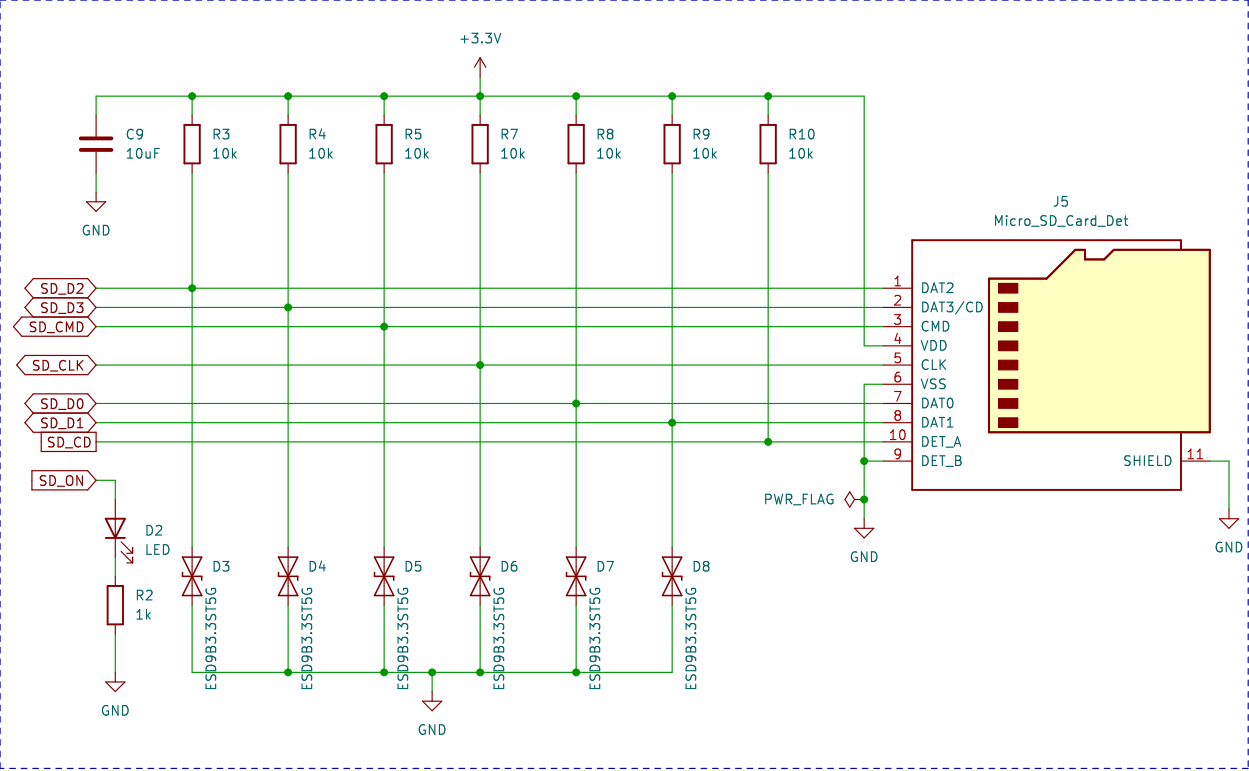 +3.3V
C9
10uF
R3
10k
R4
10k
R5
10k
R7
10k
R8
10k
R9
10k
R10
10k
GND
J5
Micro_SD_Card_Det
SD_D2
1
DAT2
SD_D3
2
DAT3/CD
SD_CMD
3
CMD
4
VDD
SD_CLK
5
CLK
6
VSS
SD_D0
7
DAT0
SD_D1
8
DAT1
SD_CD
10
DET_A
9
DET_B
SHIELD
11
SD_ON
PWR_FLAG
GND
GND
D2
LED
R2
1k
GND
D3
ESD9B3.3ST5G
D4
ESD9B3.3ST5G
D5
ESD9B3.3ST5G
D6
ESD9B3.3ST5G
D7
ESD9B3.3ST5G
D8
ESD9B3.3ST5G
GND